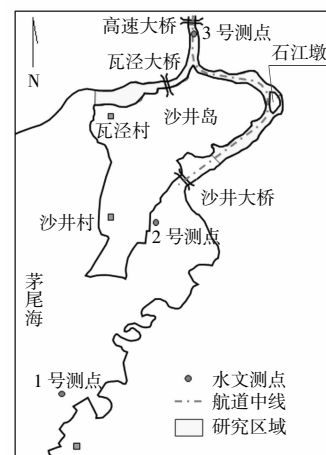 高速大桥
3 号测点
石江墩
瓦泾大桥
N
沙井岛
瓦泾村
沙井大桥
沙井村
2 号测点
茅尾海
1 号测点
水文测点
航道中线
研究区域